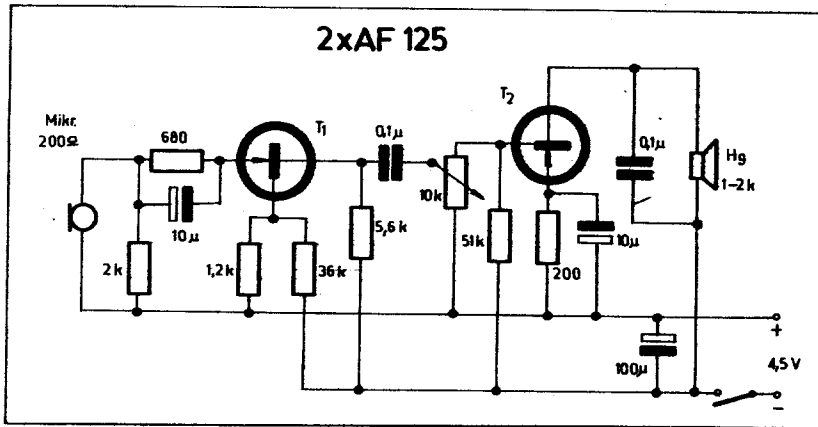 2xAF 125
Mikr.
200Ω
680
T1
0,1µ
T2
0,1µ
Hg
1-2k
10µ
10k
2k
1,2k
36k
5,6k
51k
200
10µ
+
100µ
4,5 V
-